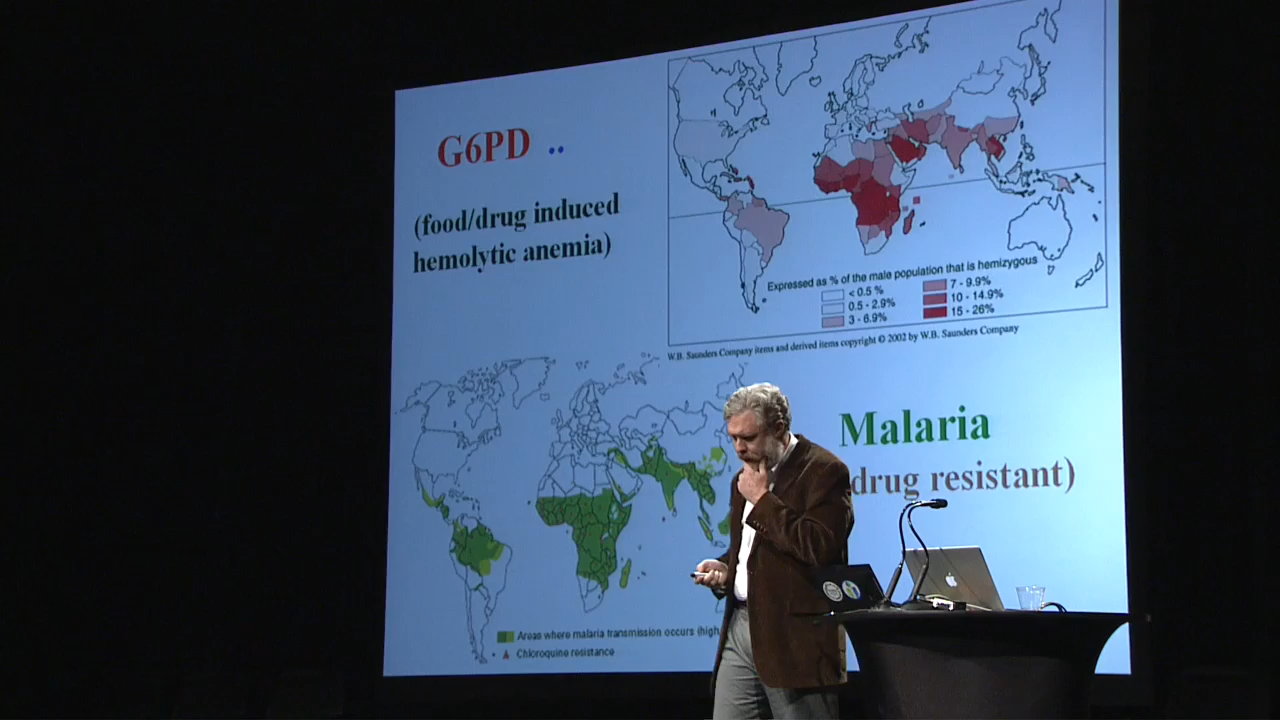 G6PD ..
(food/drug induced
hemolytic anemia)
Expressed as % of the male population that is hemizygous
< 0.5 %
0.5 - 2.9%
3 - 6.9%
7 - 9.9%
10 - 14.9%
15 - 26%
W.B. Saunders Company items and derived items copyright © 2002 by W.B. Saunders Company
Malaria
drug resistant)
Areas where malaria transmission occurs (high
Chloroquine resistance